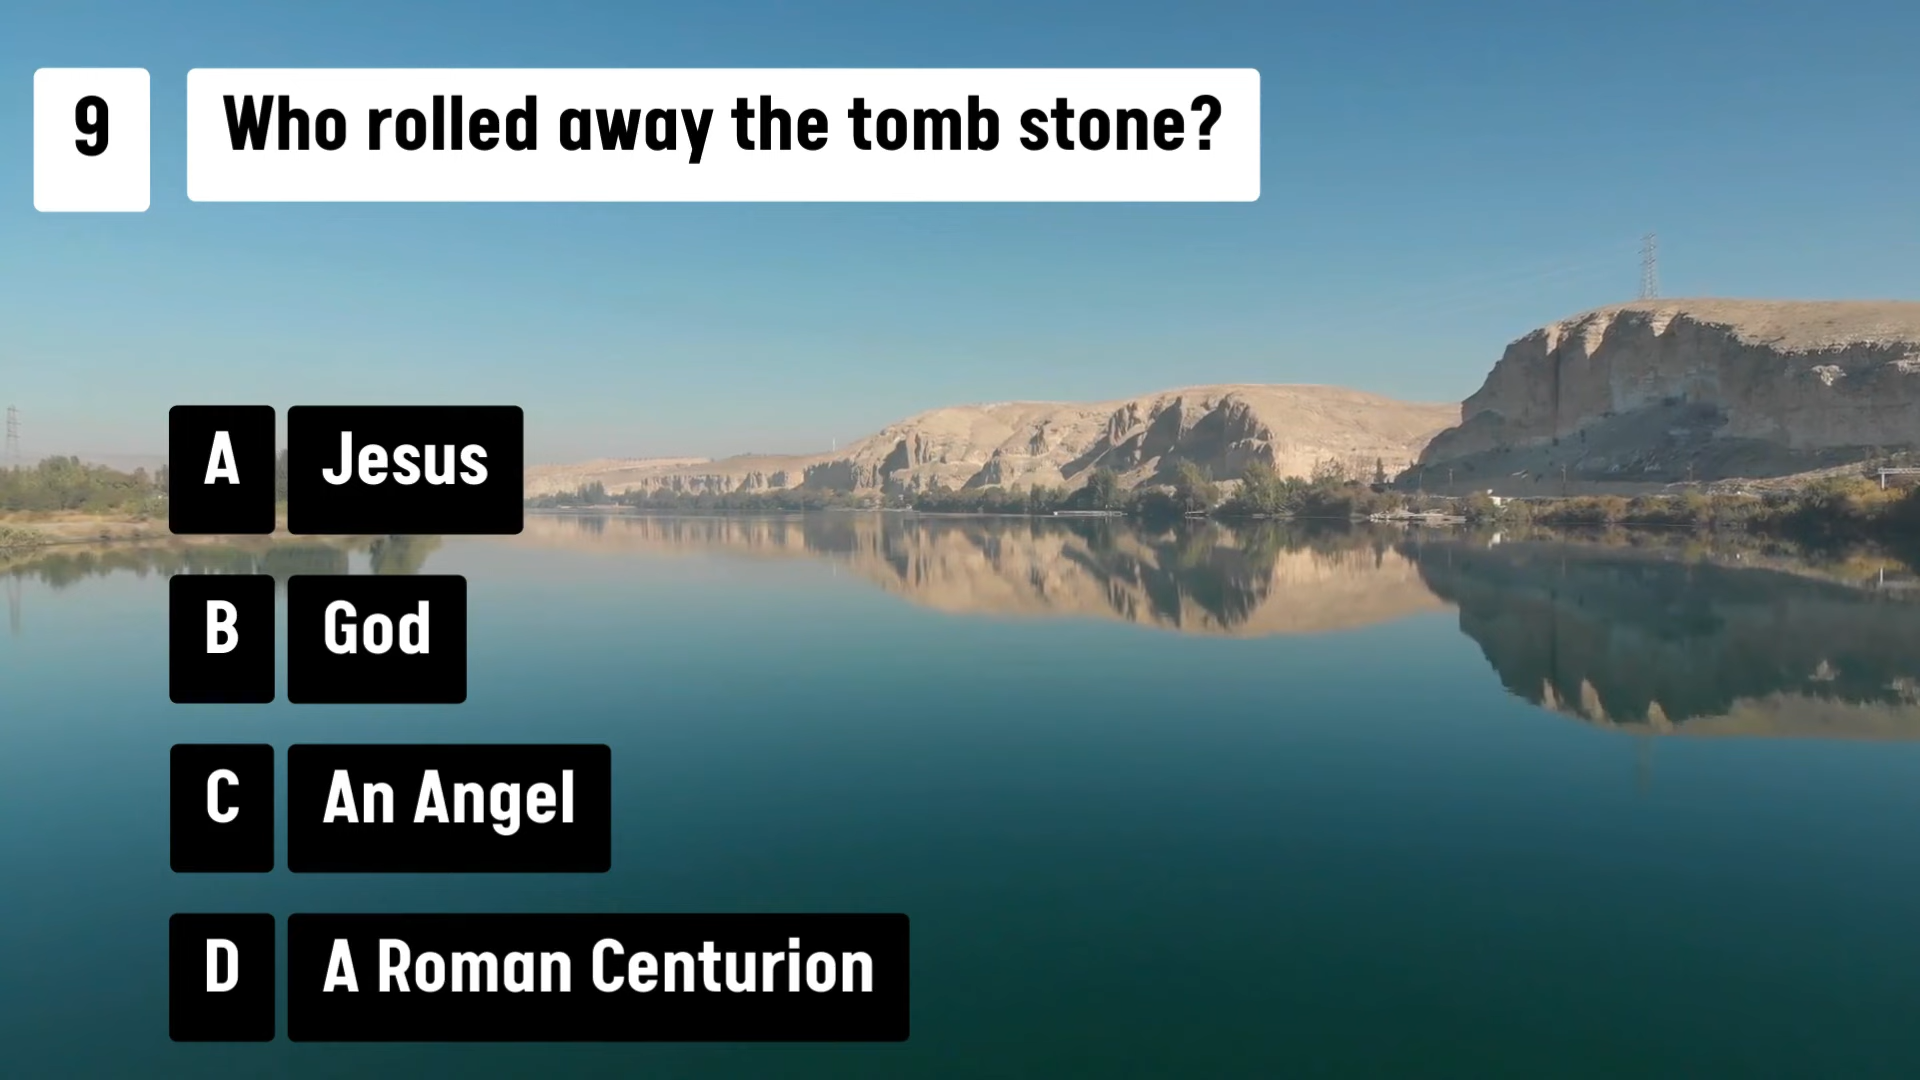 9
Who rolled away the tomb stone?
A Jesus
B God
C An Angel
D A Roman Centurion